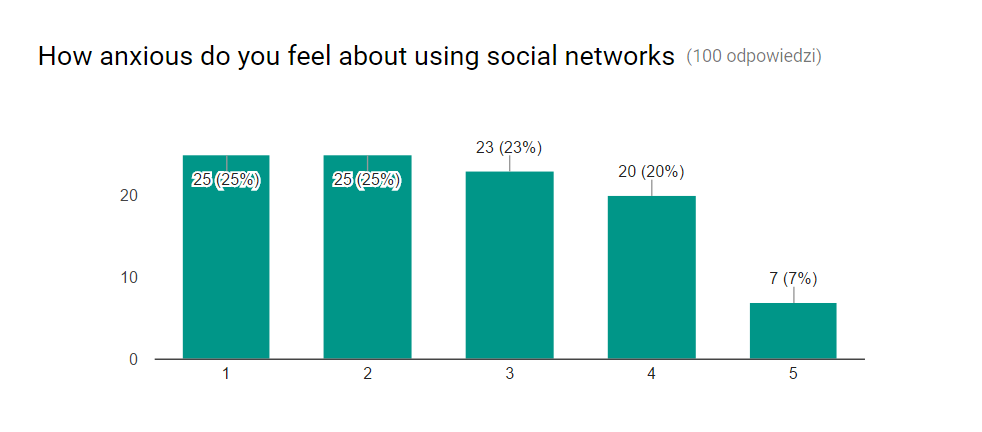 How anxious do you feel about using social networks (100 odpowiedzi)
23 (23%)
20 (20%)
25 (25%) 25 (25%)
20
7 (7%)
10
0
1 2 3 4 5